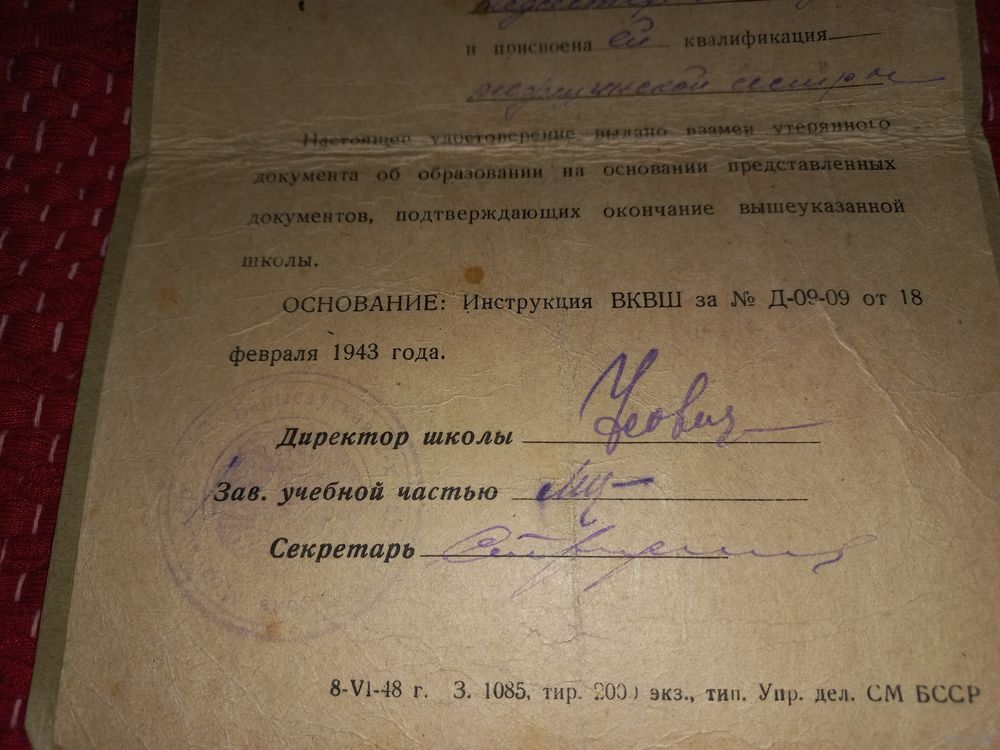 и присвоена ей квалификация
медицинской сестры
Настоящее удостоверение выдано взамен утерянного
документа об образовании на основании представленных
документов, подтверждающих окончание вышеуказанной
школы.
ОСНОВАНИЕ: Инструкция ВКВШ за № Д-09-09 от 18
февраля 1943 года.
Директор школы
Зав. учебной частью
Секретарь
8-VI-48 г. З. 1085, тир. 2000 экз., тип. Упр. дел. СМ БССР